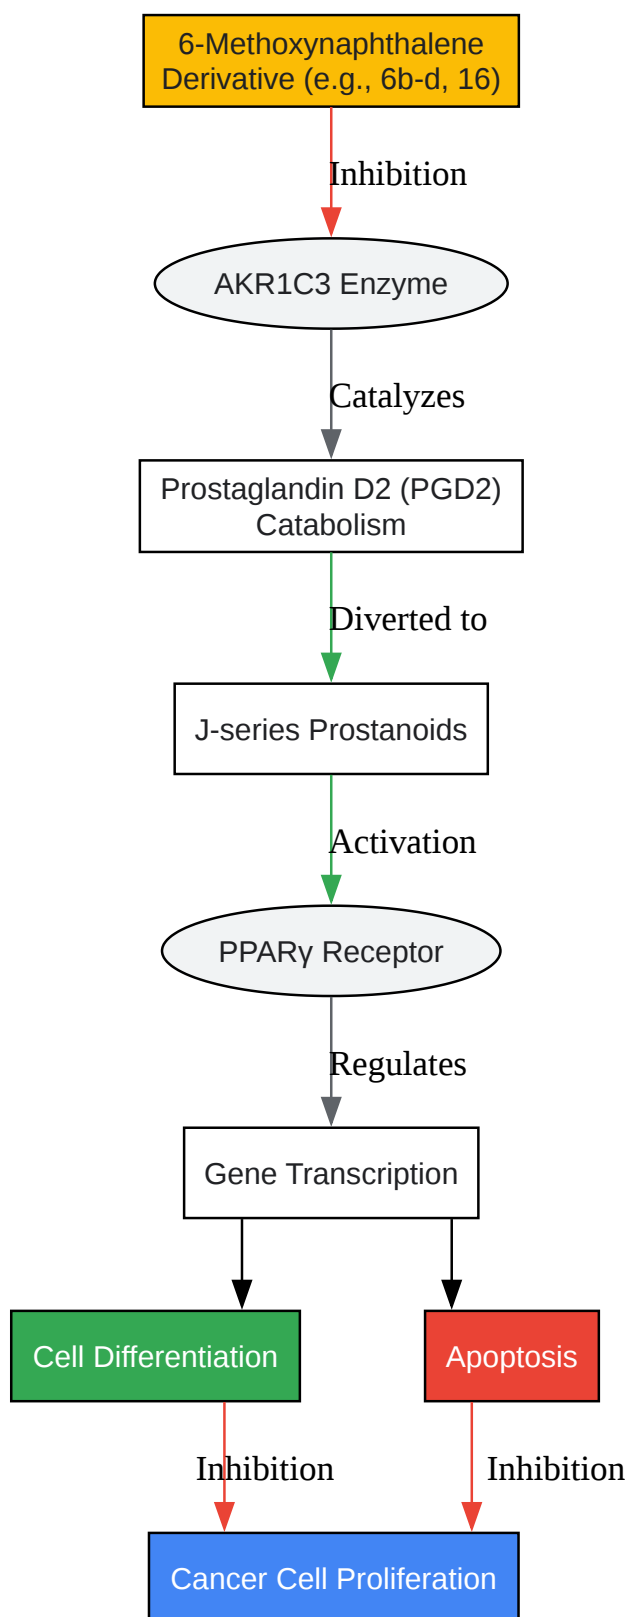 6-Methoxynaphthalene
Derivative (e.g., 6b-d, 16)
Inhibition
AKR1C3 Enzyme
Catalyzes
Prostaglandin D2 (PGD2)
Catabolism
Diverted to
J-series Prostanoids
Activation
PPARγ Receptor
Regulates
Gene Transcription
Cell Differentiation
Apoptosis
Inhibition
Inhibition
Cancer Cell Proliferation